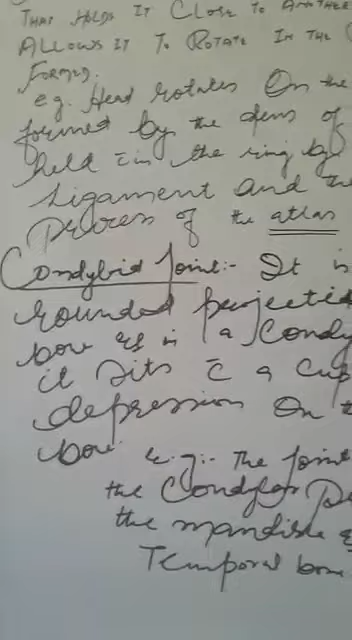 THAT HOLDS IT CLOSE TO ANOTHER
ALLOWS IT TO ROTATE IN THE
FORMED.
e.g. Head rotates On the
formed by the dens of
held in the ring by
Ligament and the
process of the atlas
Condyloid Joint:- It is
rounded projection
bone is a Condy
it sits c̄ a cup
depression On the
bone. e.g:- The Joint
the Condylar
the mandible
Temporal bone